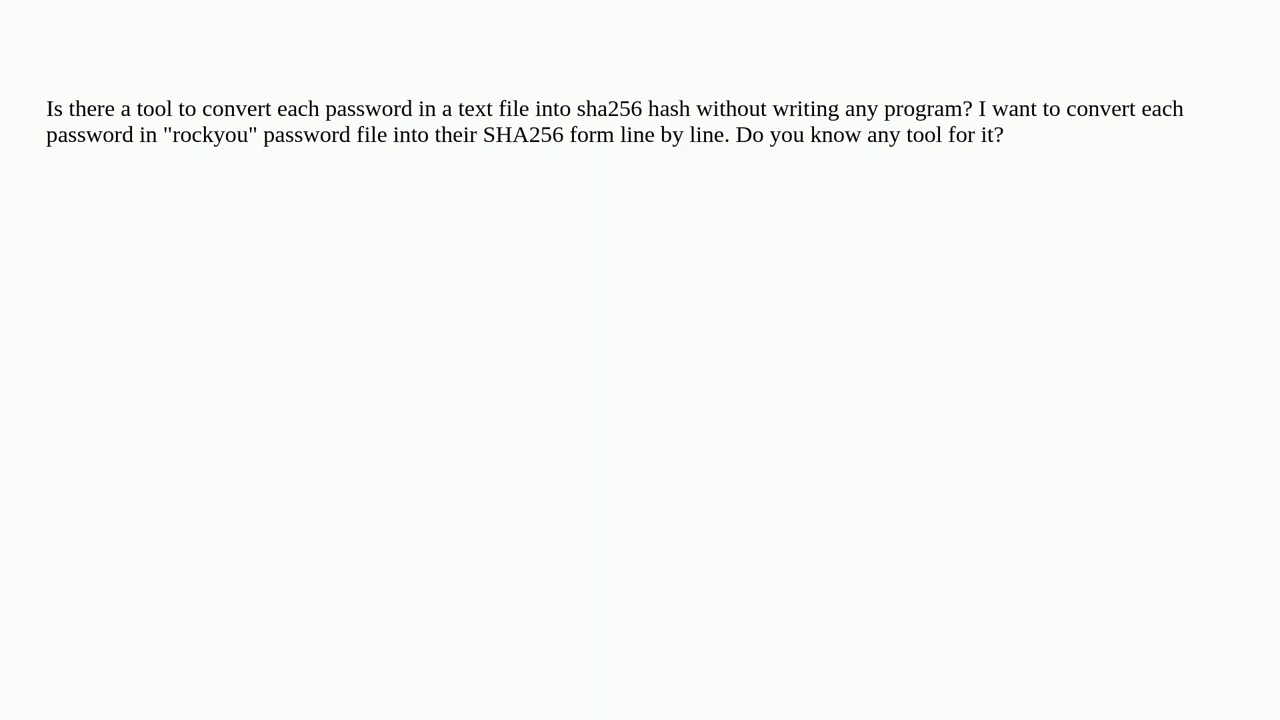 Is there a tool to convert each password in a text file into sha256 hash without writing any program? I want to convert each
password in "rockyou" password file into their SHA256 form line by line. Do you know any tool for it?